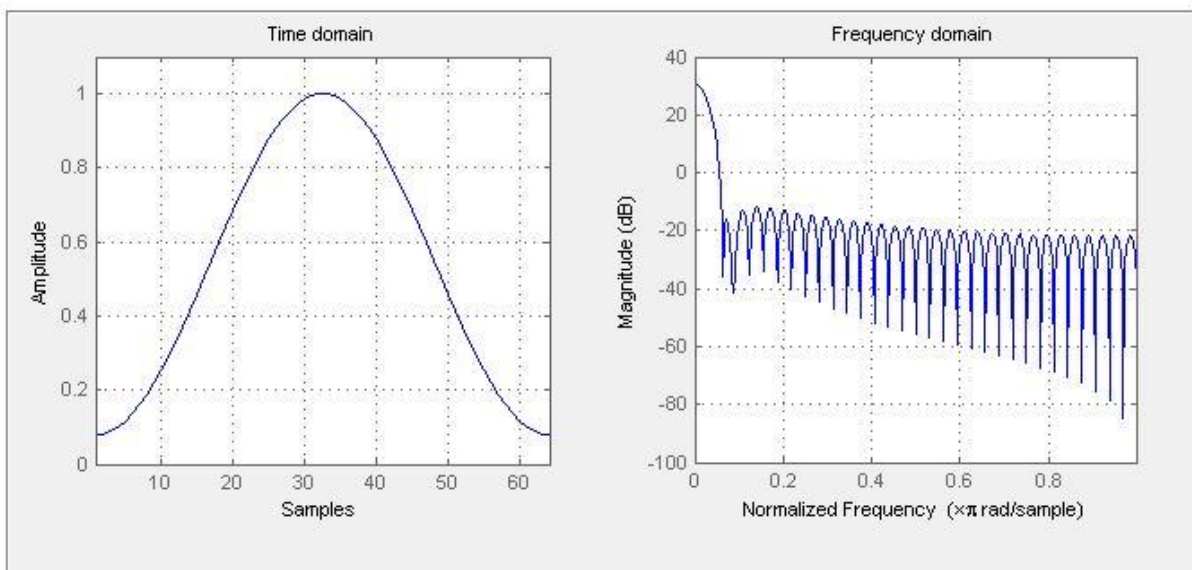 Time domain
Amplitude
1
0.8
0.6
0.4
0.2
0
10 20 30 40 50 60
Samples
Frequency domain
Magnitude (dB)
40
20
0
-20
-40
-60
-80
-100
0 0.2 0.4 0.6 0.8
Normalized Frequency (×π rad/sample)